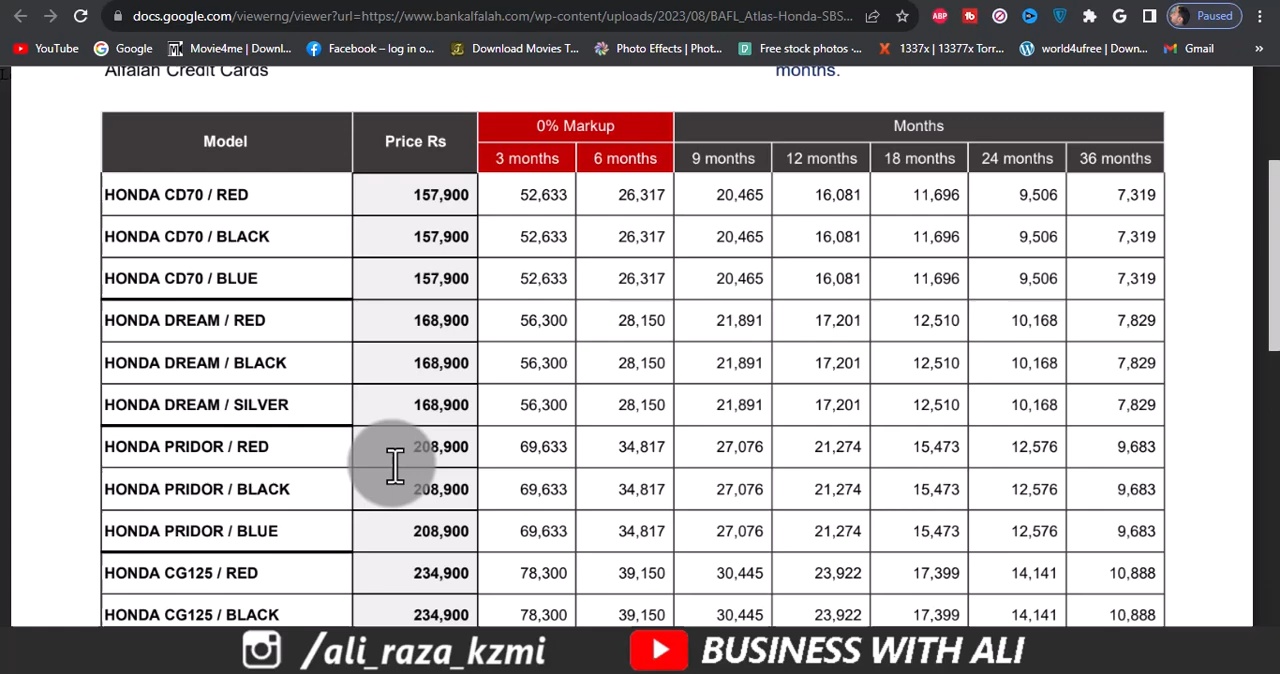 docs.google.com/viewerng/viewer?url=https://www.bankalfalah.com/wp-content/uploads/2023/08/BAFL_Atlas-Honda-SBS...
ABP
Paused
YouTube Google Movie4me | Downl... Facebook – log in o... Download Movies T... Photo Effects | Phot... Free stock photos ·... 1337x | 13377x Torr... world4ufree | Down... Gmail »
Alfalah Credit Cards months.
Model Price Rs 0% Markup Months
3 months 6 months 9 months 12 months 18 months 24 months 36 months
HONDA CD70 / RED 157,900 52,633 26,317 20,465 16,081 11,696 9,506 7,319
HONDA CD70 / BLACK 157,900 52,633 26,317 20,465 16,081 11,696 9,506 7,319
HONDA CD70 / BLUE 157,900 52,633 26,317 20,465 16,081 11,696 9,506 7,319
HONDA DREAM / RED 168,900 56,300 28,150 21,891 17,201 12,510 10,168 7,829
HONDA DREAM / BLACK 168,900 56,300 28,150 21,891 17,201 12,510 10,168 7,829
HONDA DREAM / SILVER 168,900 56,300 28,150 21,891 17,201 12,510 10,168 7,829
HONDA PRIDOR / RED 208,900 69,633 34,817 27,076 21,274 15,473 12,576 9,683
HONDA PRIDOR / BLACK 208,900 69,633 34,817 27,076 21,274 15,473 12,576 9,683
HONDA PRIDOR / BLUE 208,900 69,633 34,817 27,076 21,274 15,473 12,576 9,683
HONDA CG125 / RED 234,900 78,300 39,150 30,445 23,922 17,399 14,141 10,888
HONDA CG125 / BLACK 234,900 78,300 39,150 30,445 23,922 17,399 14,141 10,888
/ali_raza_kzmi BUSINESS WITH ALI